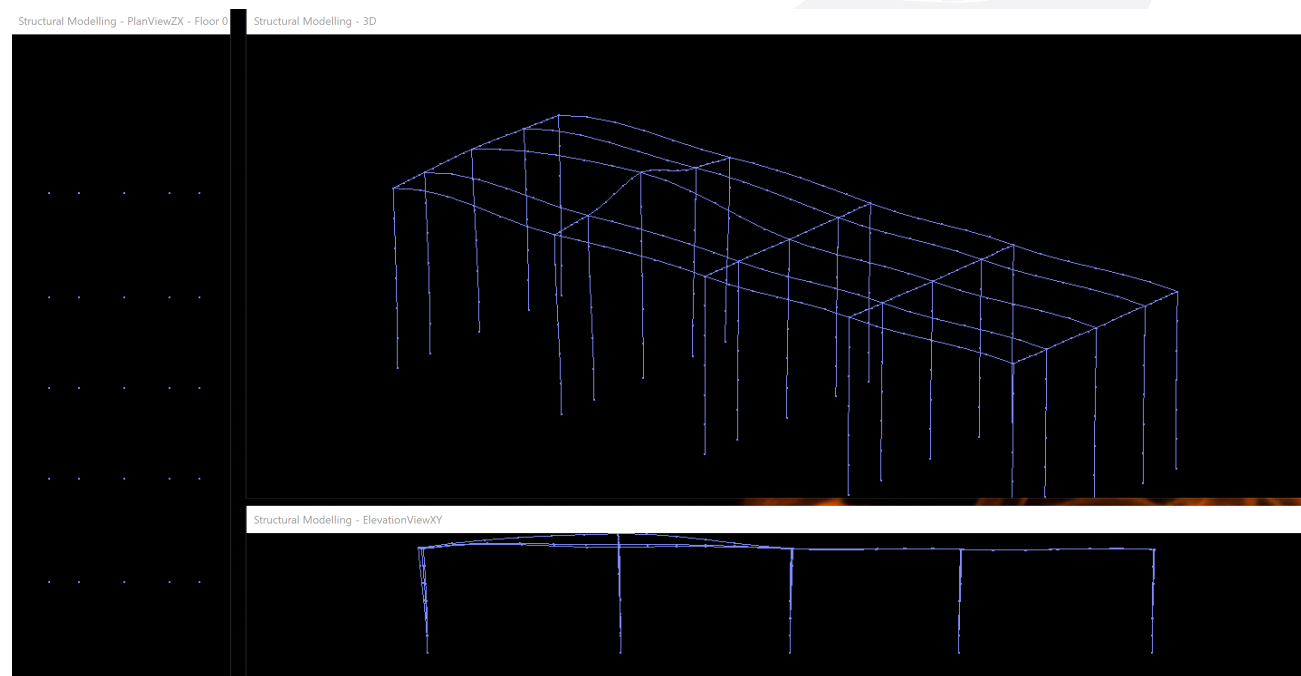 Structural Modelling - PlanViewZX - Floor 0
Structural Modelling - 3D
Structural Modelling - ElevationViewXY